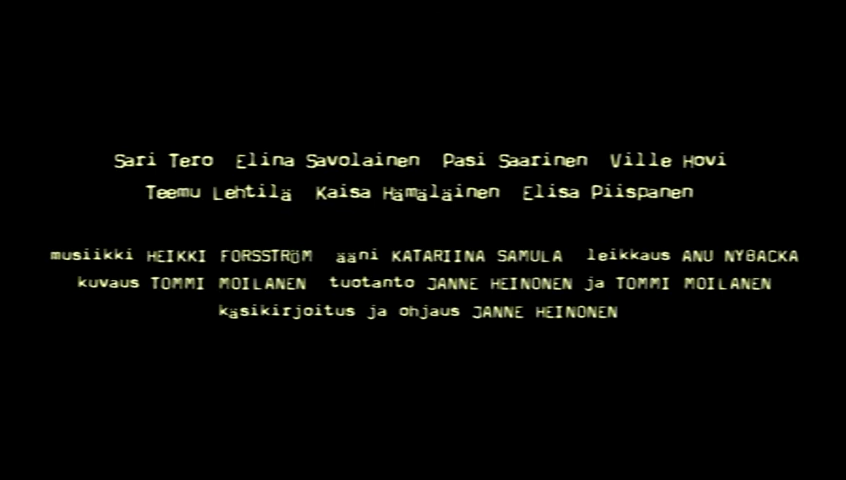 Sari Tero Elina Savolainen Pasi Saarinen Ville Hovi
Teemu Lehtilä Kaisa Hämäläinen Elisa Piispanen
musiikki HEIKKI FORSSTRÖM ääni KATARIINA SAMULA leikkaus ANU NYBACKA
kuvaus TOMMI MOILANEN tuotanto JANNE HEINONEN ja TOMMI MOILANEN
käsikirjoitus ja ohjaus JANNE HEINONEN